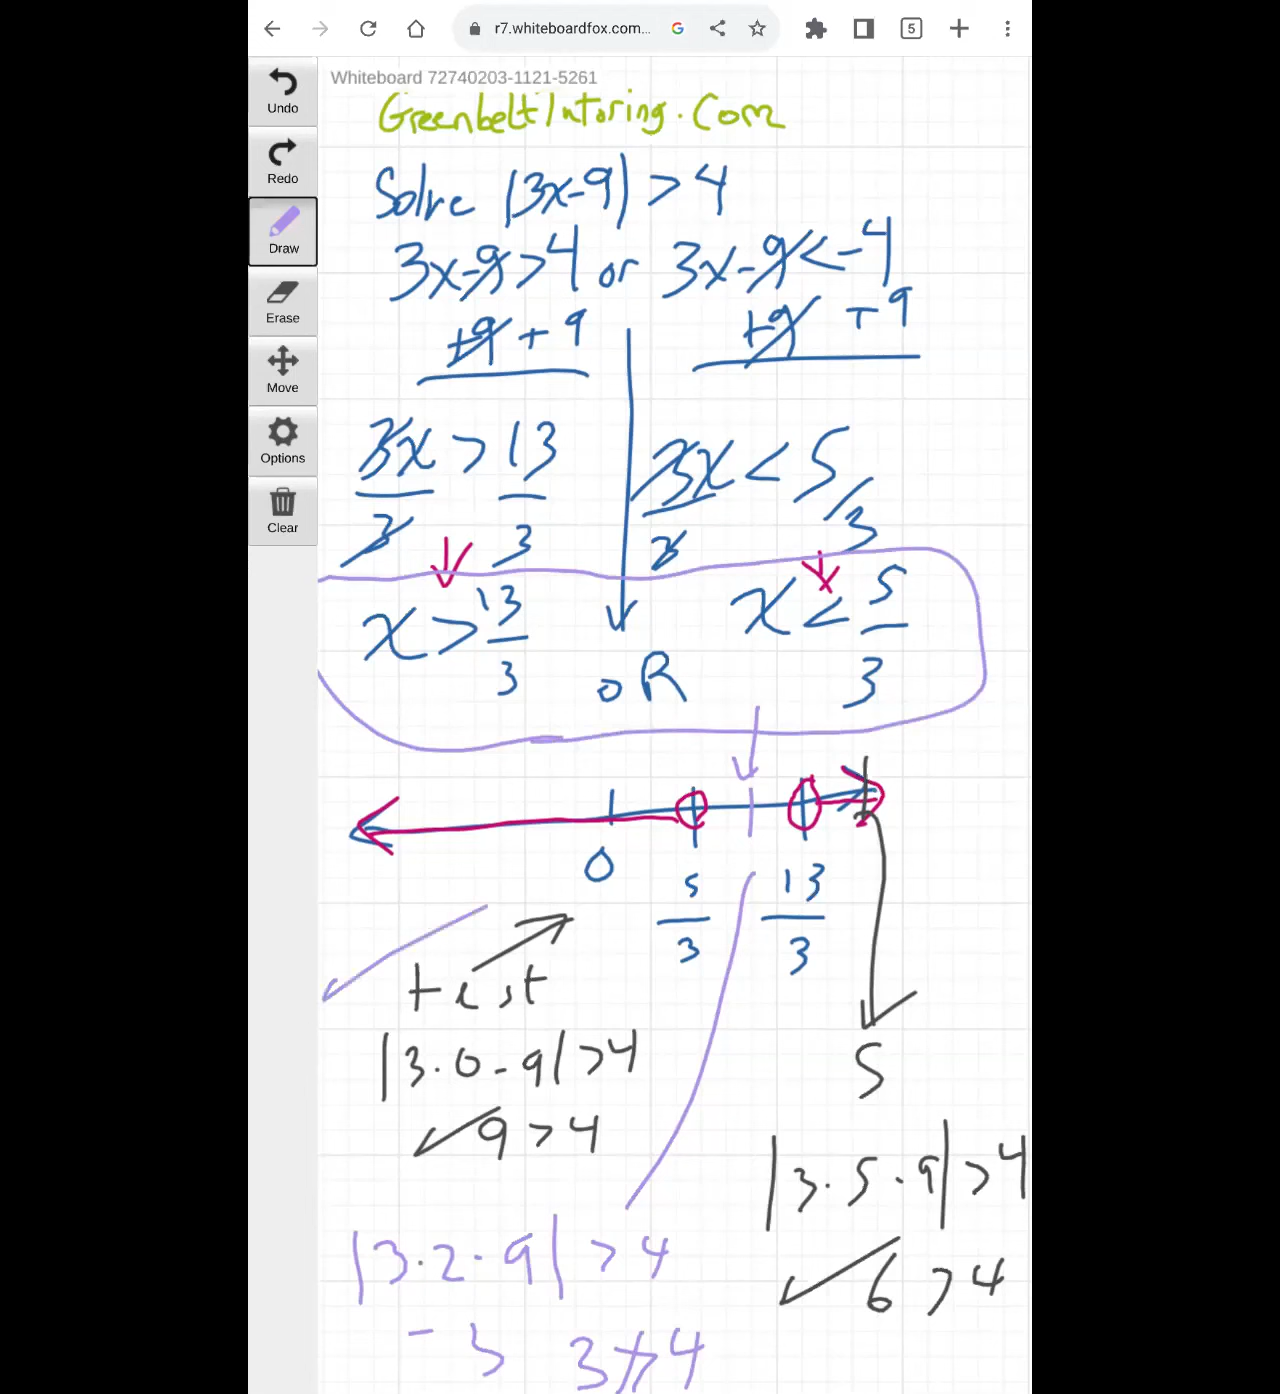 r7.whiteboardfox.com...
5
Whiteboard 72740203-1121-5261
Undo
Redo
Draw
Erase
Move
Options
Clear
GreenbeltTutoring.Com
Solve |3x-9| > 4
3x-9>4 or 3x-9<-4
+9 + 9 +9 +9
3x > 13 3x < 5/3
3 3 3
x > 13/3 OR x < 5/3
0 5/3 13/3
test
|3.0-9| >4
9 > 4
5
|3.5-9| >4
6 > 4
|3.2-9| > 4
-3 3≯4